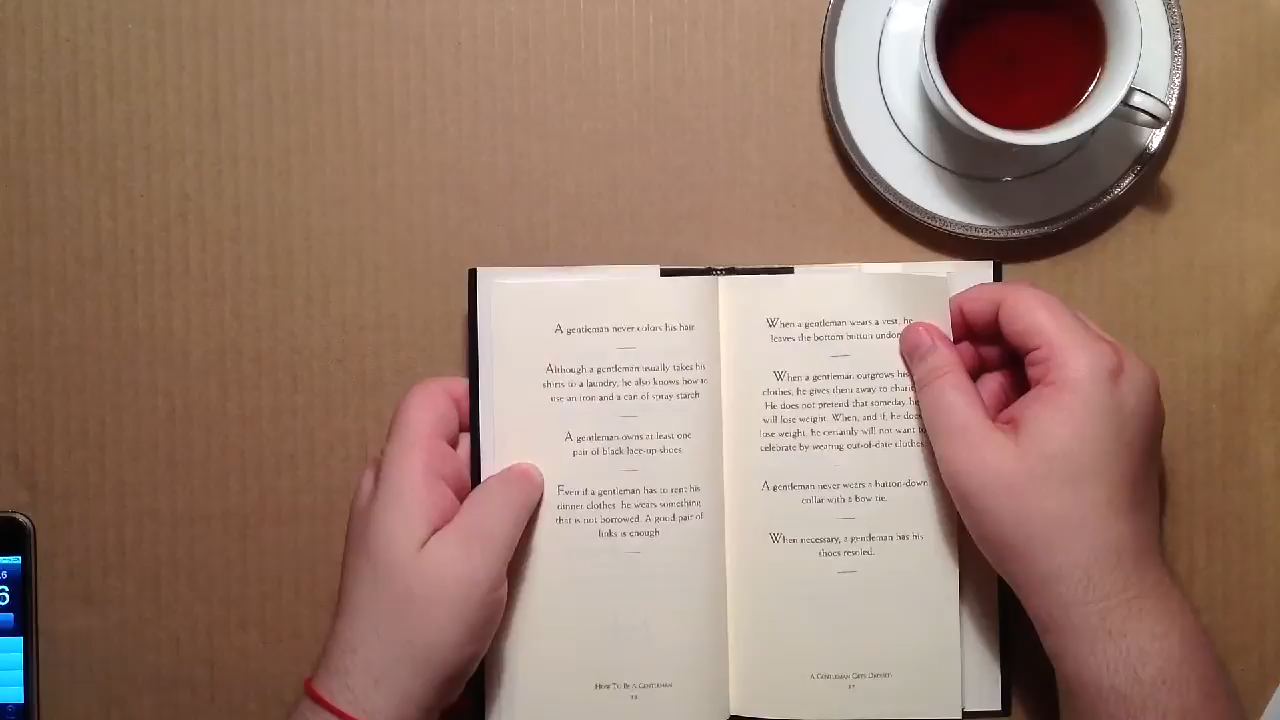 A gentleman never colors his hair.
Although a gentleman usually takes his
shirts to a laundry, he also knows how to
use an iron and a can of spray starch.
A gentleman owns at least one
pair of black lace-up shoes.
Even if a gentleman has to rent his
dinner clothes, he wears something
that is not borrowed. A good pair of
links is enough.
How To Be A Gentleman
When a gentleman wears a vest, he
leaves the bottom button
When a gentleman outgrows his
clothes, he gives them away to
He does not pretend that someday he
will lose weight. When, and if, he does
lose weight, he certainly will not want to
celebrate by wearing out-of-date clothes.
A gentleman never wears a button-down
collar with a bow tie.
When necessary, a gentleman has his
shoes resoled.
A Gentleman Gets Dressed
6